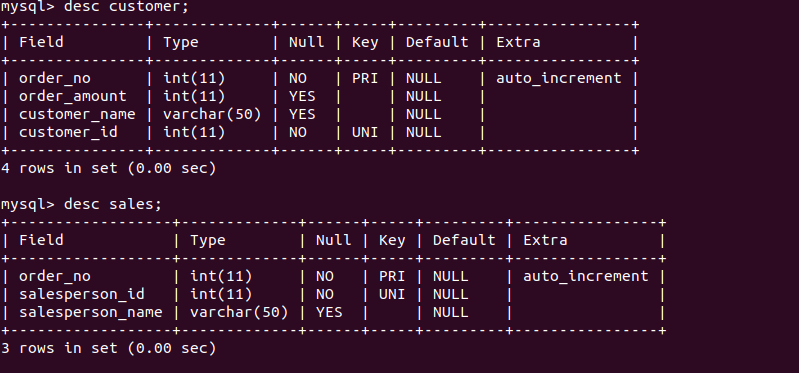 mysql> desc customer;
+---------------+-------------+------+-----+---------+----------------+
| Field         | Type        | Null | Key | Default | Extra          |
+---------------+-------------+------+-----+---------+----------------+
| order_no      | int(11)     | NO   | PRI | NULL    | auto_increment |
| order_amount  | int(11)     | YES  |     | NULL    |                |
| customer_name | varchar(50) | YES  |     | NULL    |                |
| customer_id   | int(11)     | NO   | UNI | NULL    |                |
+---------------+-------------+------+-----+---------+----------------+
4 rows in set (0.00 sec)

mysql> desc sales;
+------------------+-------------+------+-----+---------+----------------+
| Field            | Type        | Null | Key | Default | Extra          |
+------------------+-------------+------+-----+---------+----------------+
| order_no         | int(11)     | NO   | PRI | NULL    | auto_increment |
| salesperson_id   | int(11)     | NO   | UNI | NULL    |                |
| salesperson_name | varchar(50) | YES  |     | NULL    |                |
+------------------+-------------+------+-----+---------+----------------+
3 rows in set (0.00 sec)